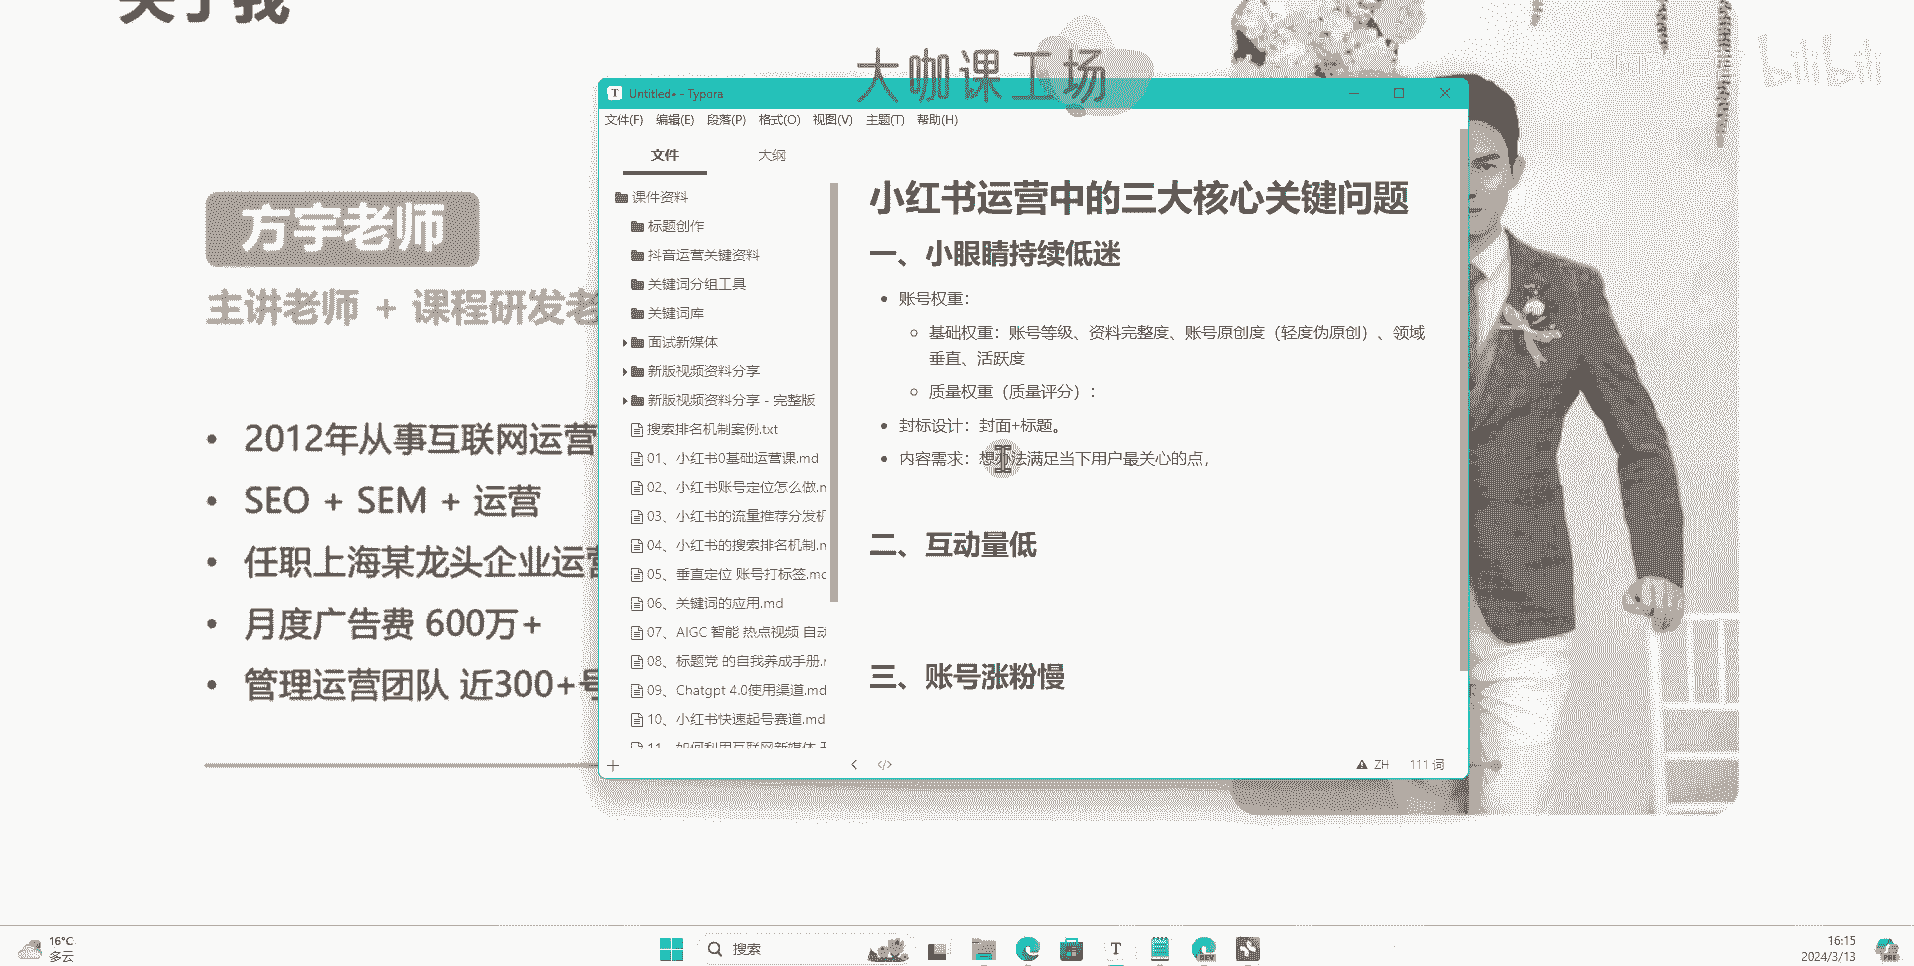 关于我
大咖课工场
bilibili
方宇老师
主讲老师 + 课程研发老
2012年从事互联网运营
SEO + SEM + 运营
任职上海某龙头企业运营
月度广告费 600万+
管理运营团队 近300+号
Untitled• - Typora
文件(F) 编辑(E) 段落(P) 格式(O) 视图(V) 主题(T) 帮助(H)
文件 大纲
课件资料
标题创作
抖音运营关键资料
关键词分组工具
关键词库
面试新媒体
新版视频资料分享
新版视频资料分享 - 完整版
搜索排名机制案例.txt
01、小红书0基础运营课.md
02、小红书账号定位怎么做.m
03、小红书的流量推荐分发机
04、小红书的搜索排名机制.m
05、垂直定位 账号打标签.md
06、关键词的应用.md
07、AIGC 智能 热点视频 自动
08、标题党 的自我养成手册.m
09、Chatgpt 4.0使用渠道.md
10、小红书快速起号赛道.md
11、如何利用互联网新媒体
小红书运营中的三大核心关键问题
一、小眼睛持续低迷
账号权重：
基础权重：账号等级、资料完整度、账号原创度（轻度伪原创）、领域
垂直、活跃度
质量权重（质量评分）：
封标设计：封面+标题。
内容需求：想办法满足当下用户最关心的点，
二、互动量低
三、账号涨粉慢
ZH 111 词
16°C
多云
搜索
16:15
2024/3/13